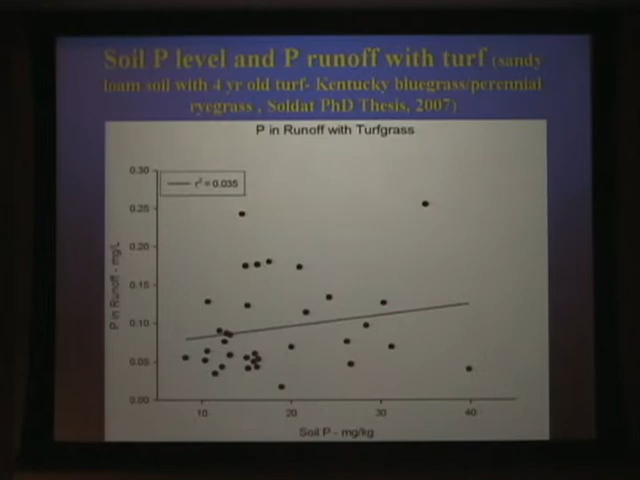 Soil P level and P runoff with turf (sandy
loam soil with 4 yr old turf- Kentucky bluegrass/perennial
ryegrass , Soldat PhD Thesis, 2007)
P in Runoff with Turfgrass
r² = 0.035
P in Runoff - mg/L
0.30
0.25
0.20
0.15
0.10
0.05
0.00
10 20 30 40
Soil P - mg/kg